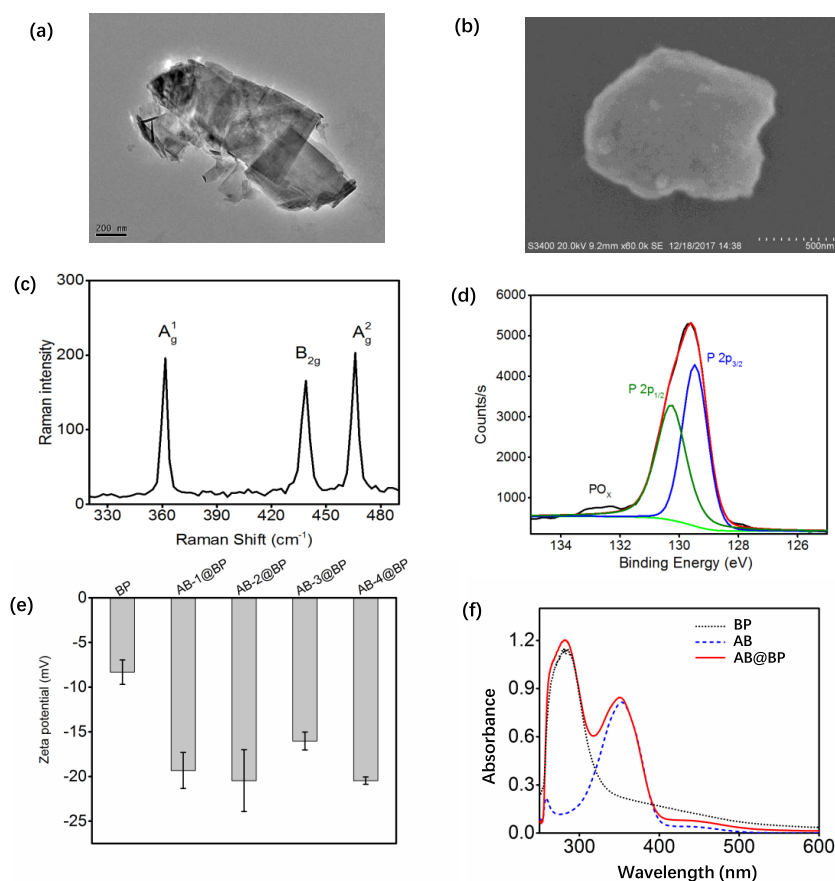 (a)
200 nm
(b)
S3400 20.0kV 9.2mm x60.0k SE 12/18/2017 14:38
500nm
(c)
300
200
100
0
Raman intensity
A¹g
B₂g
A²g
320
360
390
420
450
480
Raman Shift (cm⁻¹)
(d)
6000
5000
4000
3000
2000
1000
Counts/s
P 2p₃/₂
P 2p₁/₂
POₓ
134
132
130
128
126
Binding Energy (eV)
(e)
BP
AB-1@BP
AB-2@BP
AB-3@BP
AB-4@BP
0
-5
-10
-15
-20
-25
Zeta potential (mV)
(f)
BP
AB
AB@BP
1.2
0.9
0.6
0.3
0.0
Absorbance
300
400
500
600
Wavelength (nm)